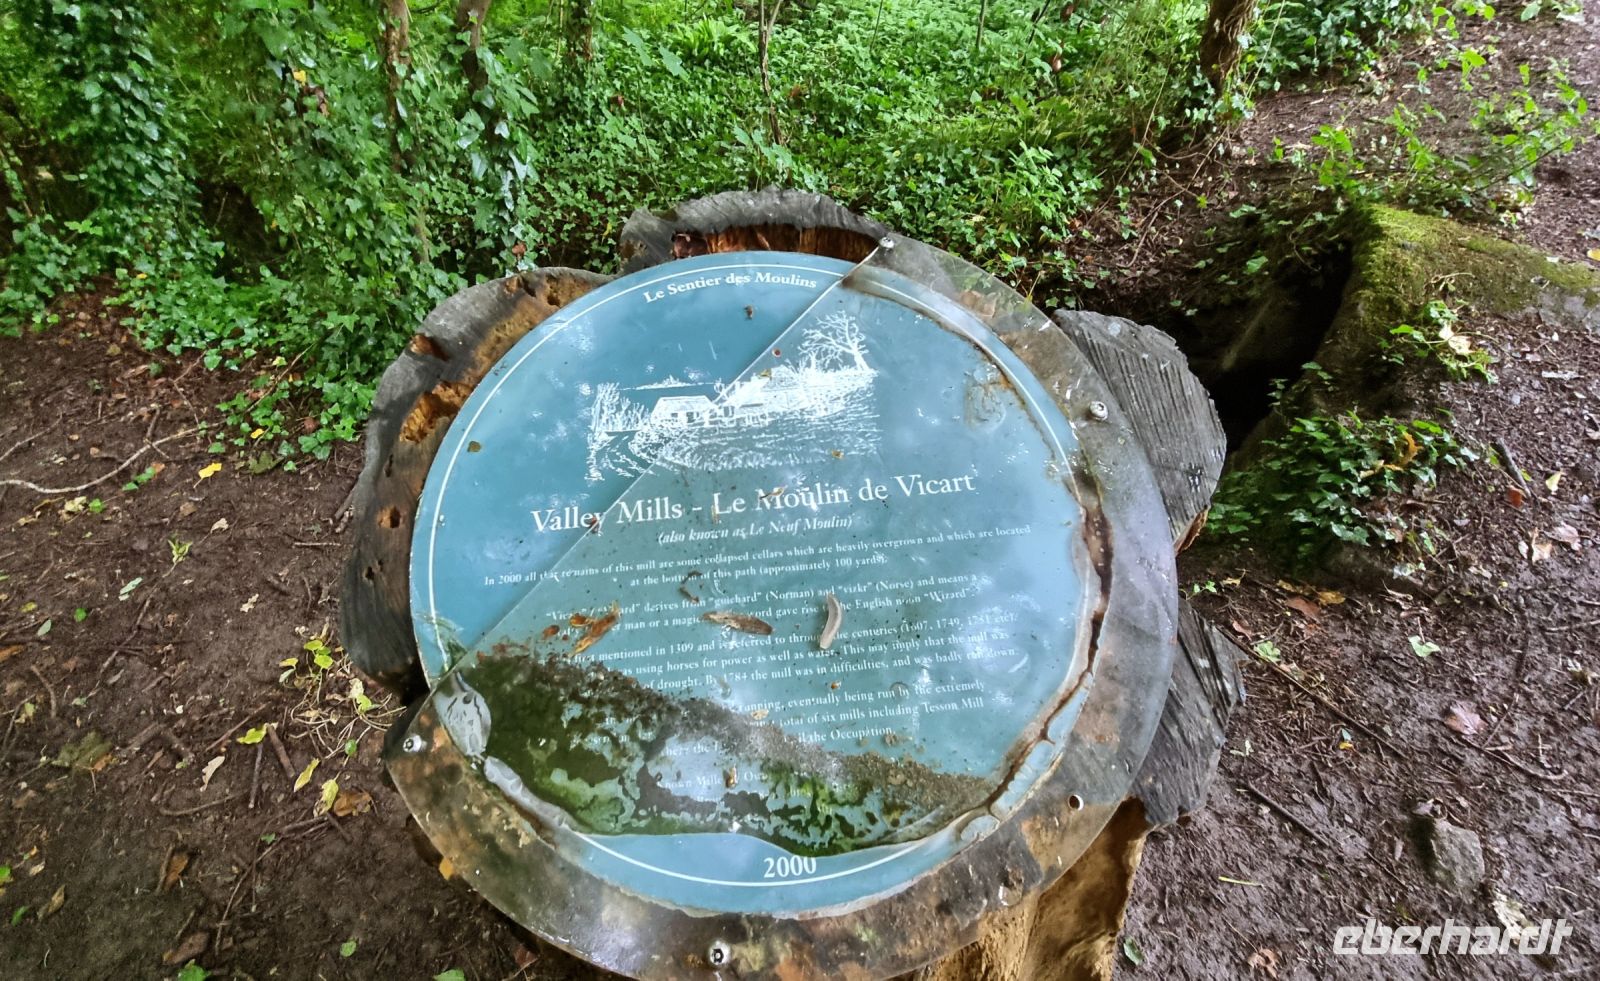 Le Sentier des Moulins
Valley Mills - Le Moulin de Vicart
(also known as Le Neuf Moulin)
In 2000 all that remains of this mill are some collapsed cellars which are heavily overgrown and which are located
at the bottom of this path (approximately 100 yards).
derives from "guichard" (Norman) and "vizkr" (Norse) and means a
man or a magic word gave rise the English noun "Wizard".
first mentioned in 1309 and is referred to through the centuries (1607, 1749, 1751 etc).
using horses for power as well as water. This may imply that the mill was
of drought. By 1784 the mill was in difficulties, and was badly run down.
eventually being run by the extremely
total of six mills including Tesson Mill
the Occupation.
2000
eberhardt